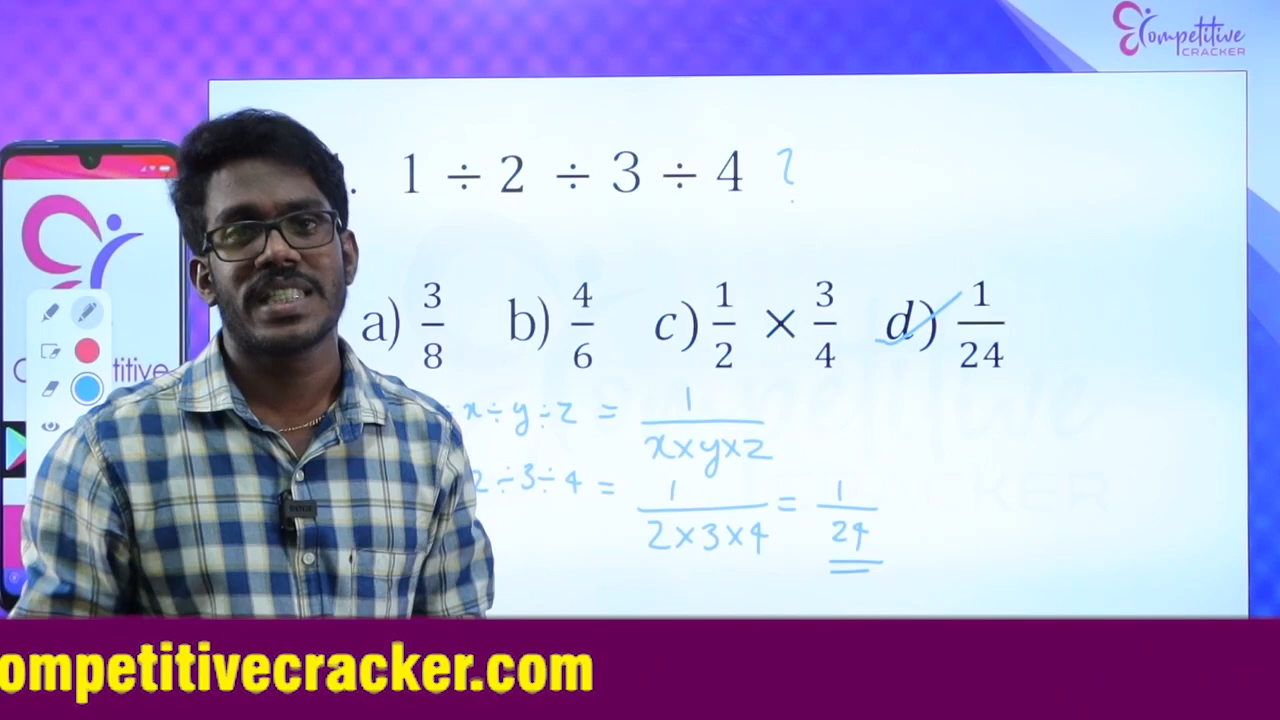 Competitive
CRACKER
. 1 ÷ 2 ÷ 3 ÷ 4 ?
a) 3/8 b) 4/6 c) 1/2 × 3/4 d) 1/24
÷ x ÷ y ÷ z = 1/(x×y×z)
2 ÷ 3 ÷ 4 = 1/(2×3×4) = 1/24
titive
ompetitivecracker.com